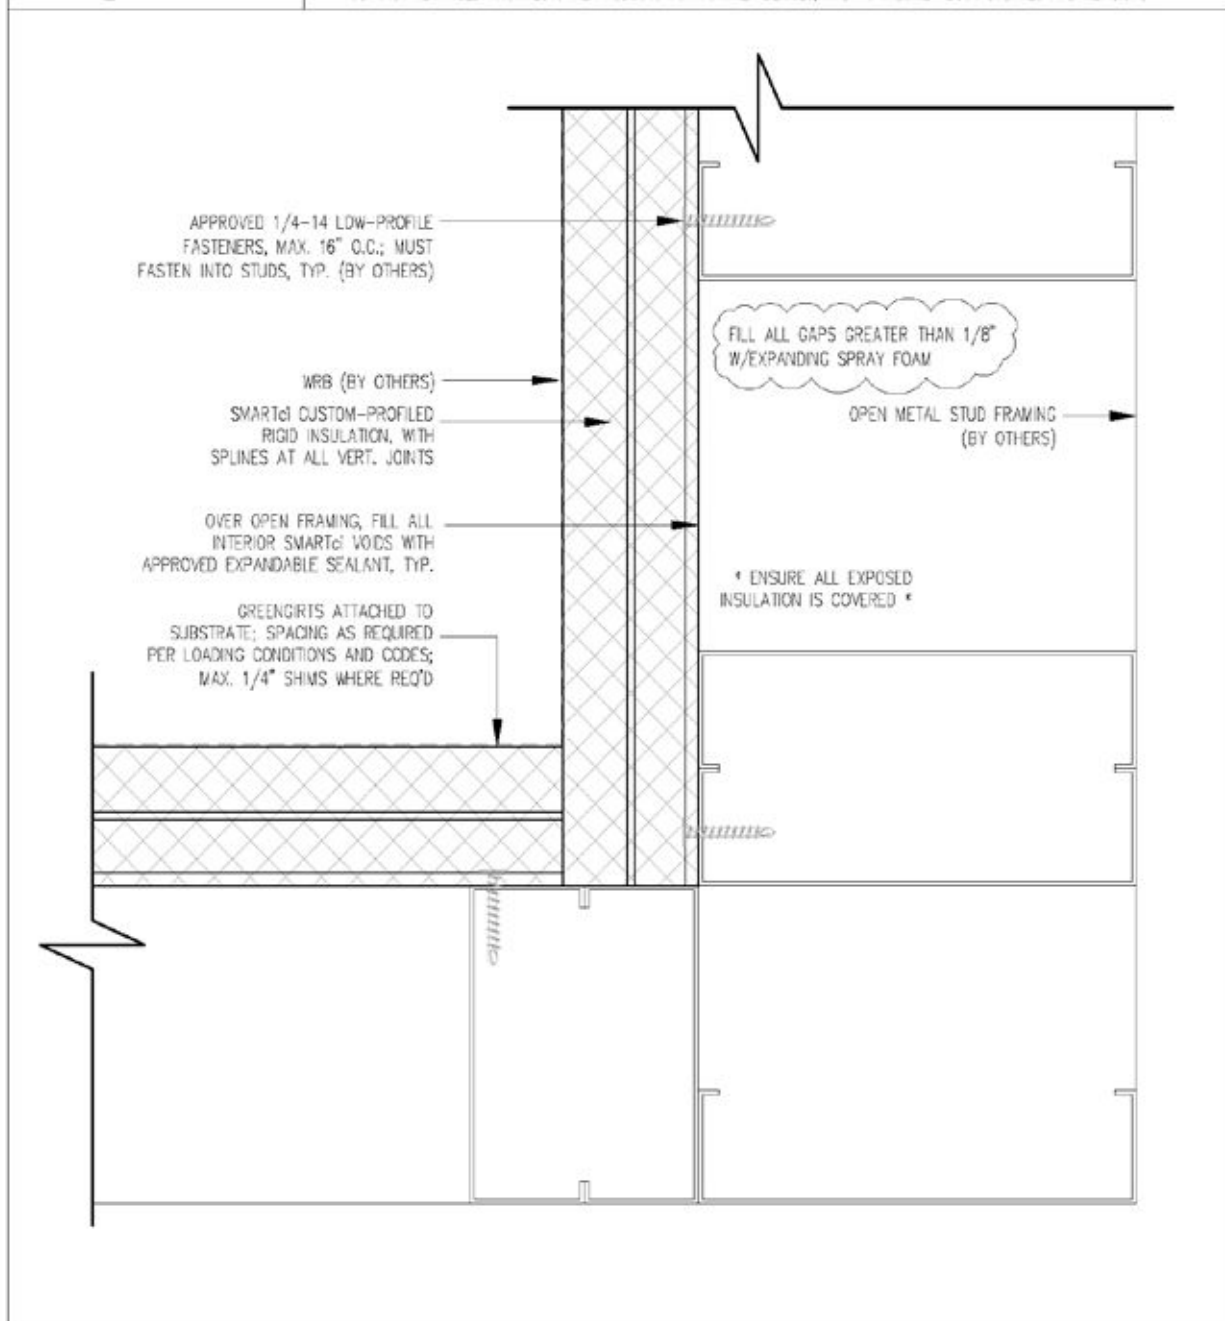 APPROVED 1/4-14 LOW-PROFILE
FASTENERS, MAX. 16" O.C.; MUST
FASTEN INTO STUDS, TYP. (BY OTHERS)
FILL ALL GAPS GREATER THAN 1/8"
W/EXPANDING SPRAY FOAM
WRB (BY OTHERS)
SMARTci CUSTOM-PROFILED
RIGID INSULATION, WITH
SPLINES AT ALL VERT. JOINTS
OPEN METAL STUD FRAMING
(BY OTHERS)
OVER OPEN FRAMING, FILL ALL
INTERIOR SMARTci VOIDS WITH
APPROVED EXPANDABLE SEALANT, TYP.
* ENSURE ALL EXPOSED
INSULATION IS COVERED *
GREENGIRTS ATTACHED TO
SUBSTRATE; SPACING AS REQUIRED
PER LOADING CONDITIONS AND CODES;
MAX. 1/4" SHIMS WHERE REQ'D